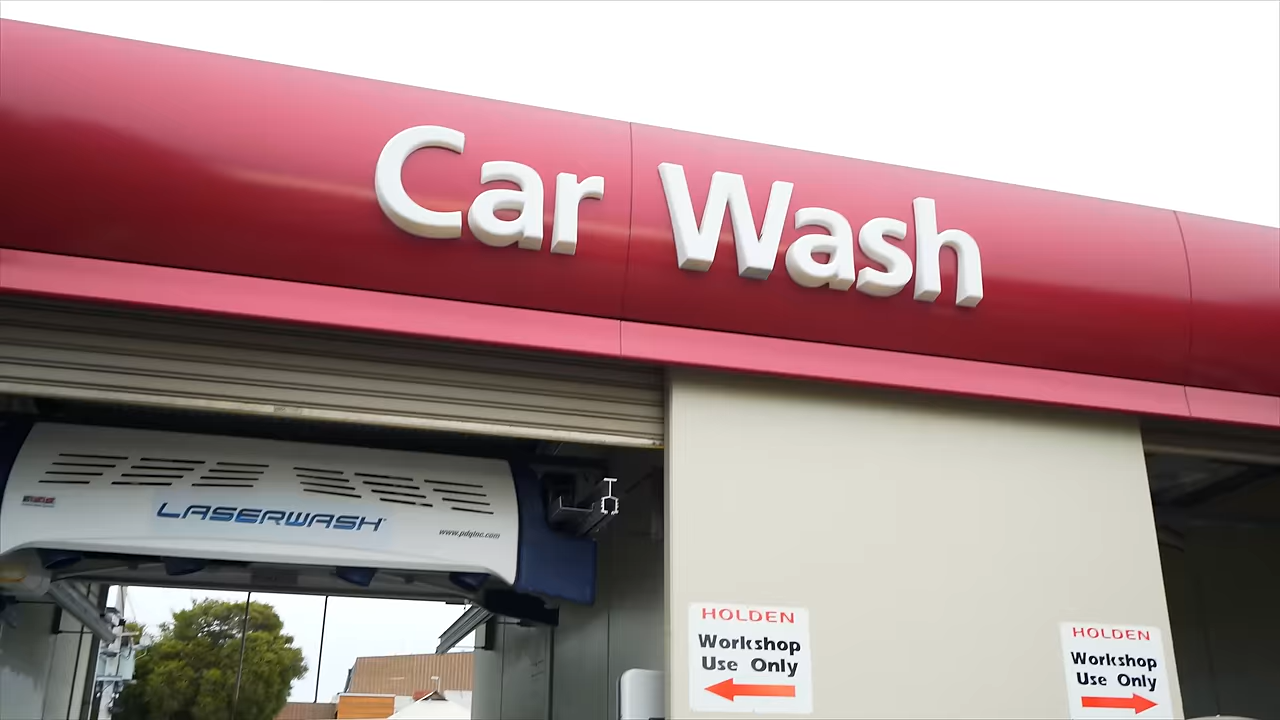 Car Wash
LASERWASH
www.pdqinc.com
HOLDEN
Workshop
Use Only
HOLDEN
Workshop
Use Only